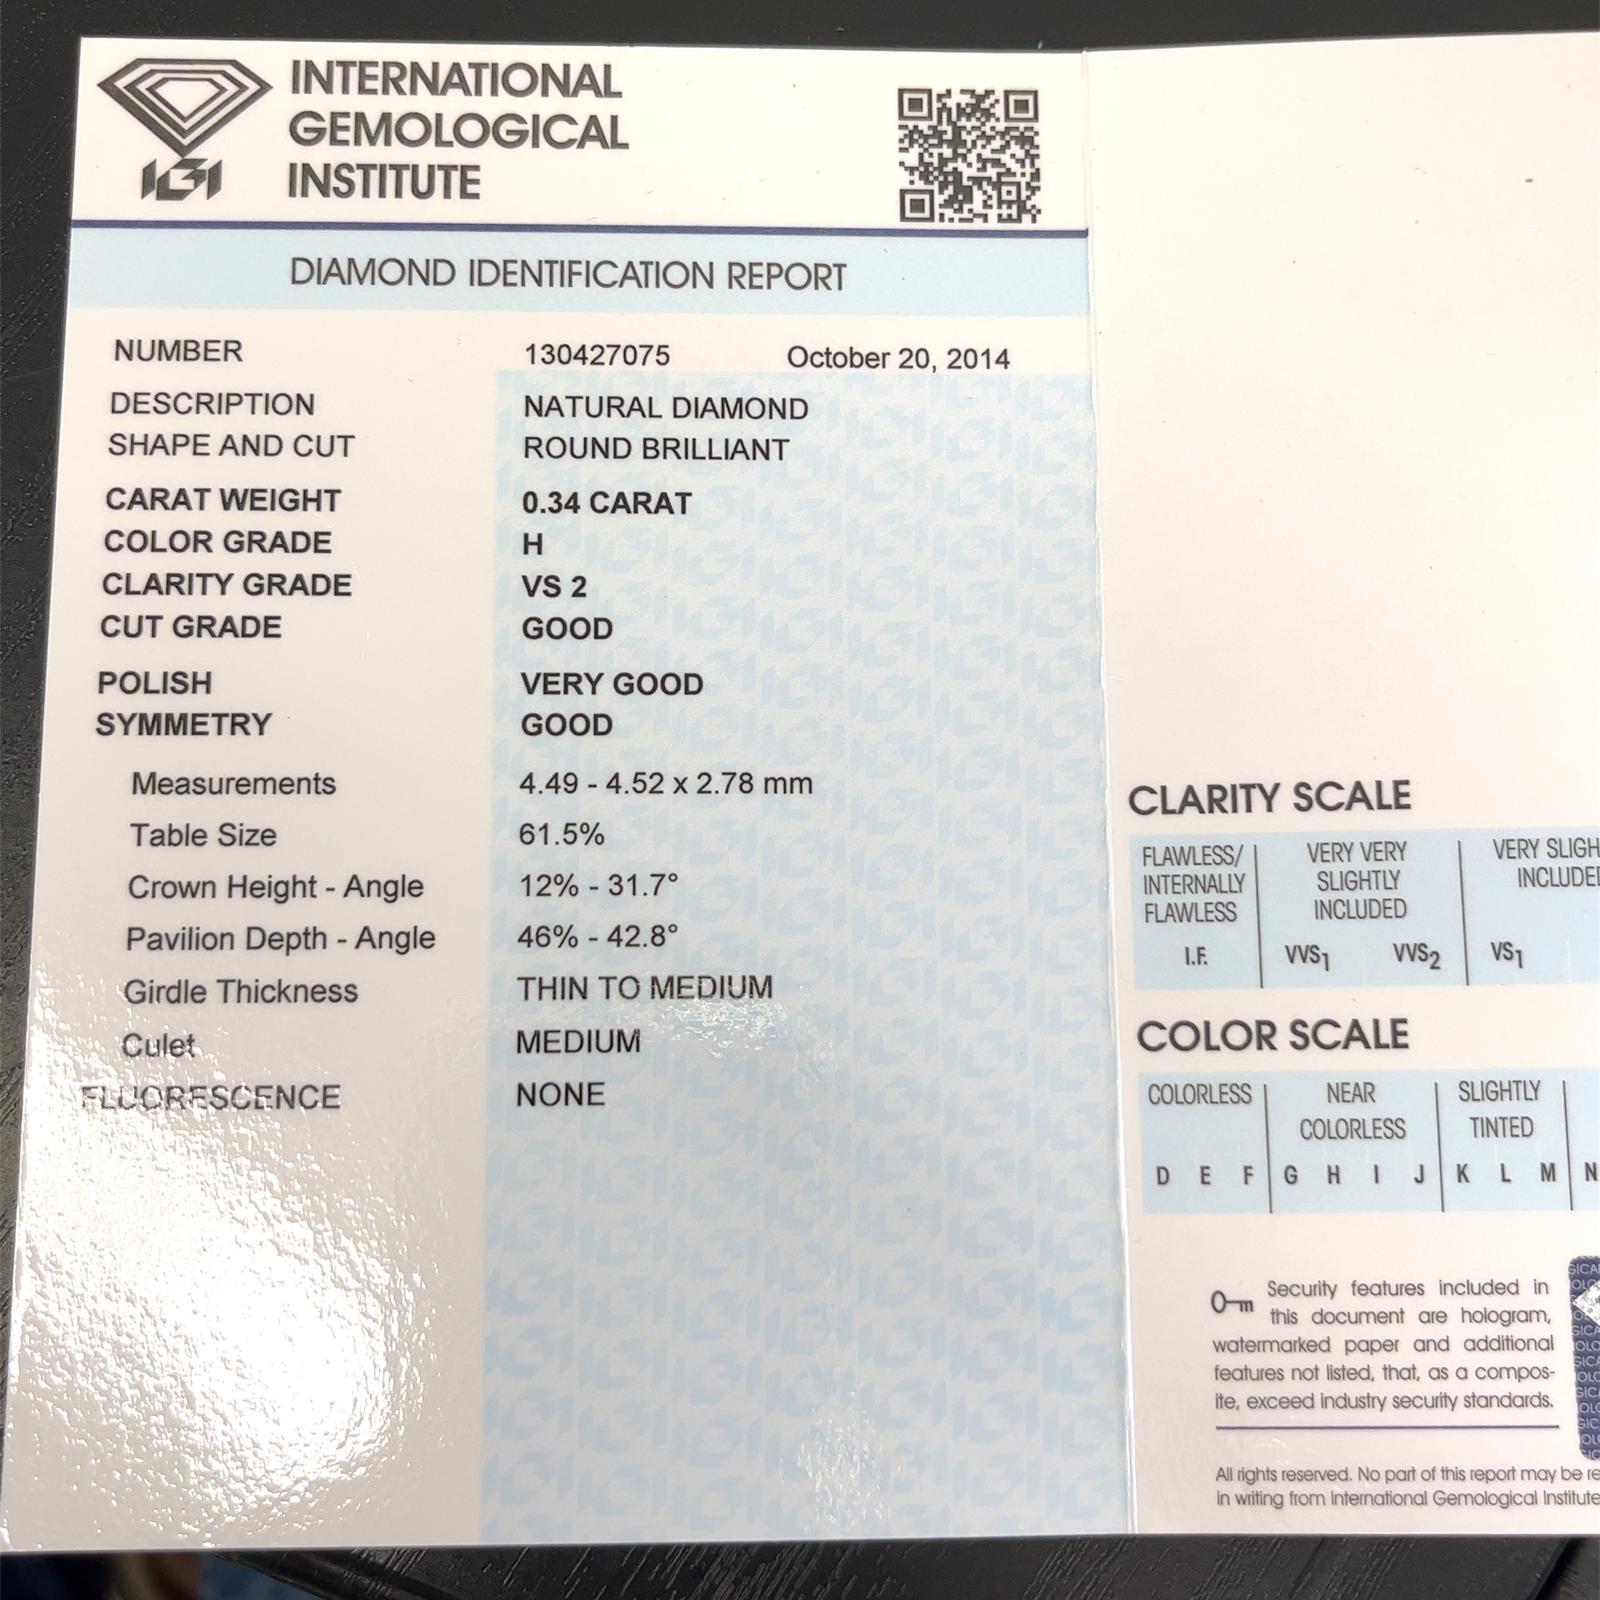 IGI
INTERNATIONAL
GEMOLOGICAL
INSTITUTE
DIAMOND IDENTIFICATION REPORT
NUMBER 130427075 October 20, 2014
DESCRIPTION NATURAL DIAMOND
SHAPE AND CUT ROUND BRILLIANT
CARAT WEIGHT 0.34 CARAT
COLOR GRADE H
CLARITY GRADE VS 2
CUT GRADE GOOD
POLISH VERY GOOD
SYMMETRY GOOD
Measurements 4.49 - 4.52 x 2.78 mm
Table Size 61.5%
Crown Height - Angle 12% - 31.7°
Pavilion Depth - Angle 46% - 42.8°
Girdle Thickness THIN TO MEDIUM
Culet MEDIUM
FLUORESCENCE NONE
CLARITY SCALE
FLAWLESS/ VERY VERY VERY SLIGH
INTERNALLY SLIGHTLY INCLUDED
FLAWLESS INCLUDED
I.F. VVS1 VVS2 VS1
COLOR SCALE
COLORLESS NEAR SLIGHTLY
COLORLESS TINTED
D E F G H I J K L M N
Security features included in
this document are hologram,
watermarked paper and additional
features not listed, that, as a compos-
ite, exceed industry security standards.
All rights reserved. No part of this report may be re
in writing from International Gemological Institute